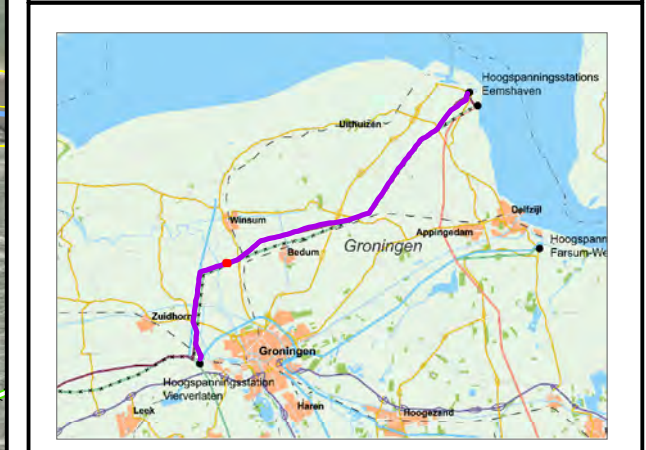 Hoogspanningsstations
Eemshaven
Uithuizen
Winsum
Delfzijl
Appingedam
Groningen
Bedum
Hoogspann
Farsum-We
Zuidhorn
Groningen
Hoogspanningsstation
Vierverlaten
Leek
Haren
Hoogezand